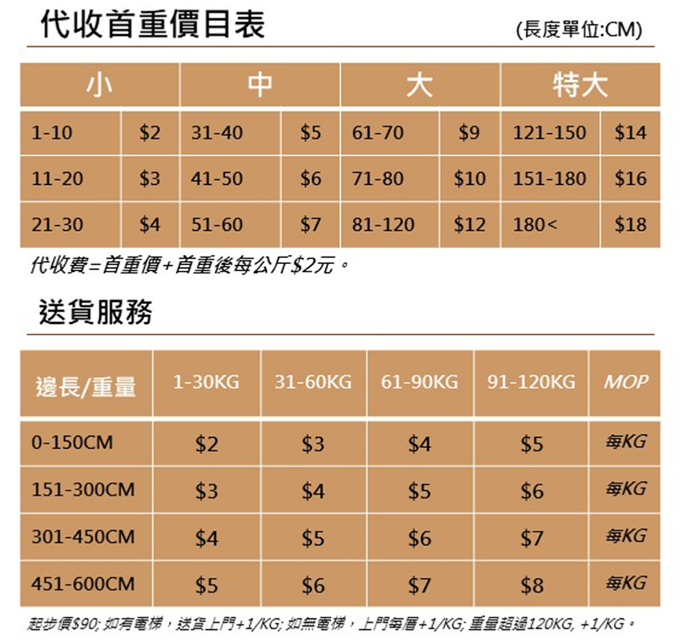 代收首重價目表 (長度單位:CM)
小 中 大 特大
1-10 $2 31-40 $5 61-70 $9 121-150 $14
11-20 $3 41-50 $6 71-80 $10 151-180 $16
21-30 $4 51-60 $7 81-120 $12 180< $18
代收費=首重價+首重後每公斤$2元。
送貨服務
邊長/重量 1-30KG 31-60KG 61-90KG 91-120KG MOP
0-150CM $2 $3 $4 $5 每KG
151-300CM $3 $4 $5 $6 每KG
301-450CM $4 $5 $6 $7 每KG
451-600CM $5 $6 $7 $8 每KG
起步價$90; 如有電梯，送貨上門+1/KG; 如無電梯，上門每層+1/KG; 重量超過120KG, +1/KG。